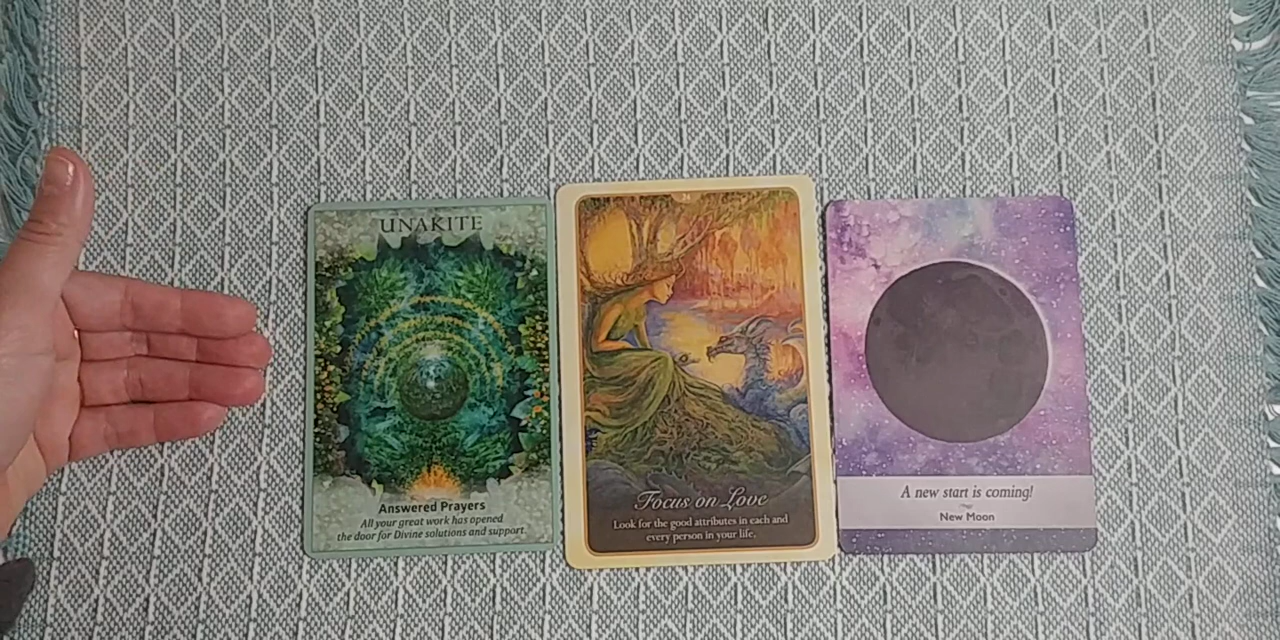 UNAKITE
Answered Prayers
All your great work has opened
the door for Divine solutions and support.
Focus on Love
Look for the good attributes in each and
every person in your life.
A new start is coming!
New Moon